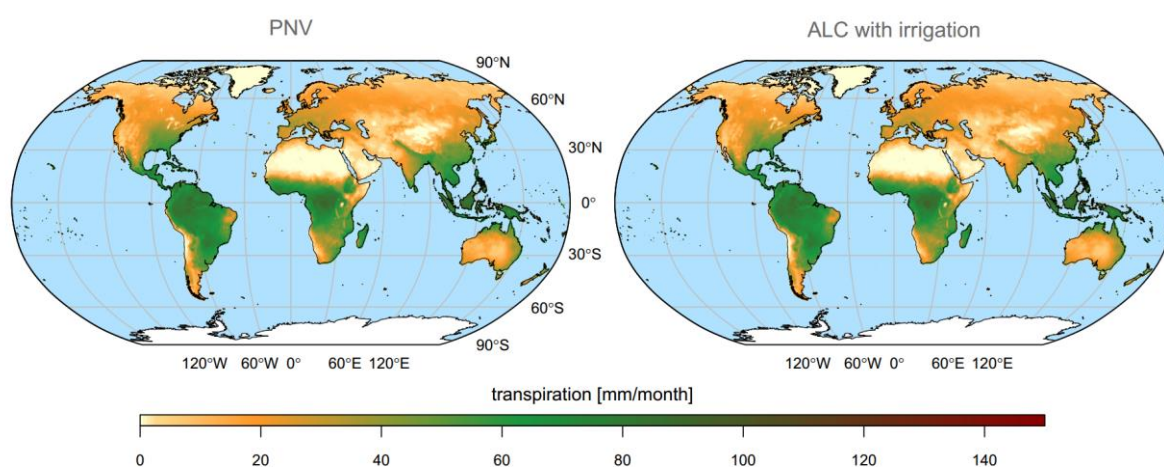 PNV
ALC with irrigation
90°N
60°N
30°N
0°
30°S
60°S
90°S
120°W 60°W 0° 60°E 120°E
120°W 60°W 0° 60°E 120°E
transpiration [mm/month]
0 20 40 60 80 100 120 140